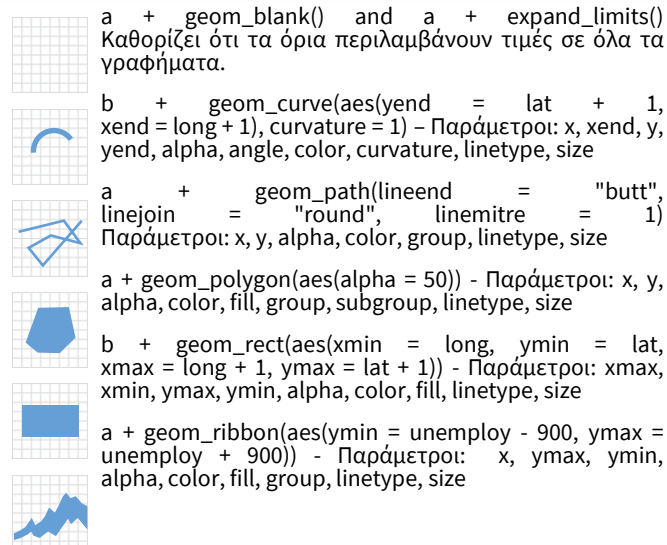 a + geom_blank() and a + expand_limits()
Καθορίζει ότι τα όρια περιλαμβάνουν τιμές σε όλα τα
γραφήματα.
b + geom_curve(aes(yend = lat + 1,
xend = long + 1), curvature = 1) – Παράμετροι: x, xend, y,
yend, alpha, angle, color, curvature, linetype, size
a + geom_path(lineend = "butt",
linejoin = "round", linemitre = 1)
Παράμετροι: x, y, alpha, color, group, linetype, size
a + geom_polygon(aes(alpha = 50)) - Παράμετροι: x, y,
alpha, color, fill, group, subgroup, linetype, size
b + geom_rect(aes(xmin = long, ymin = lat,
xmax = long + 1, ymax = lat + 1)) - Παράμετροι: xmax,
xmin, ymax, ymin, alpha, color, fill, linetype, size
a + geom_ribbon(aes(ymin = unemploy - 900, ymax =
unemploy + 900)) - Παράμετροι: x, ymax, ymin,
alpha, color, fill, group, linetype, size